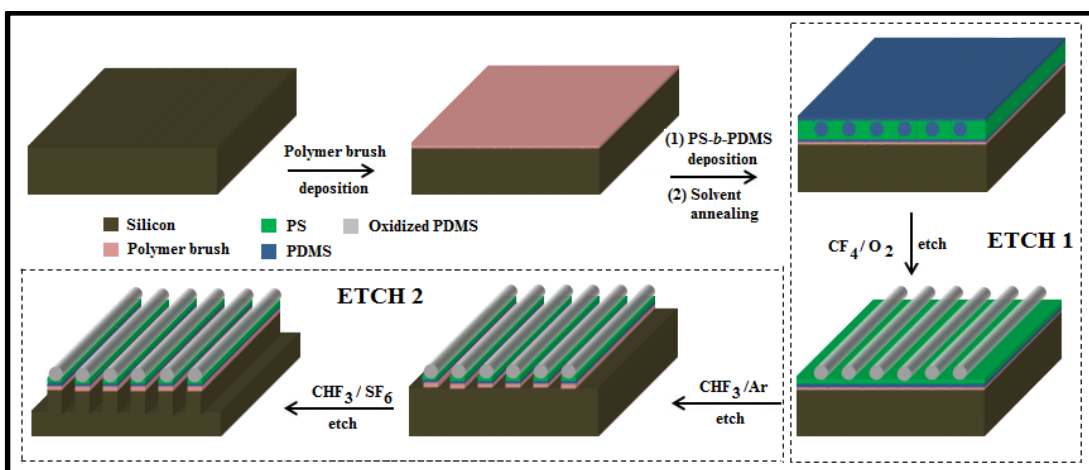 Polymer brush
deposition
(1) PS-b-PDMS
deposition
(2) Solvent
annealing
Silicon
PS
Oxidized PDMS
Polymer brush
PDMS
CF4 / O2
etch
ETCH 1
ETCH 2
CHF3 /Ar
etch
CHF3 / SF6
etch